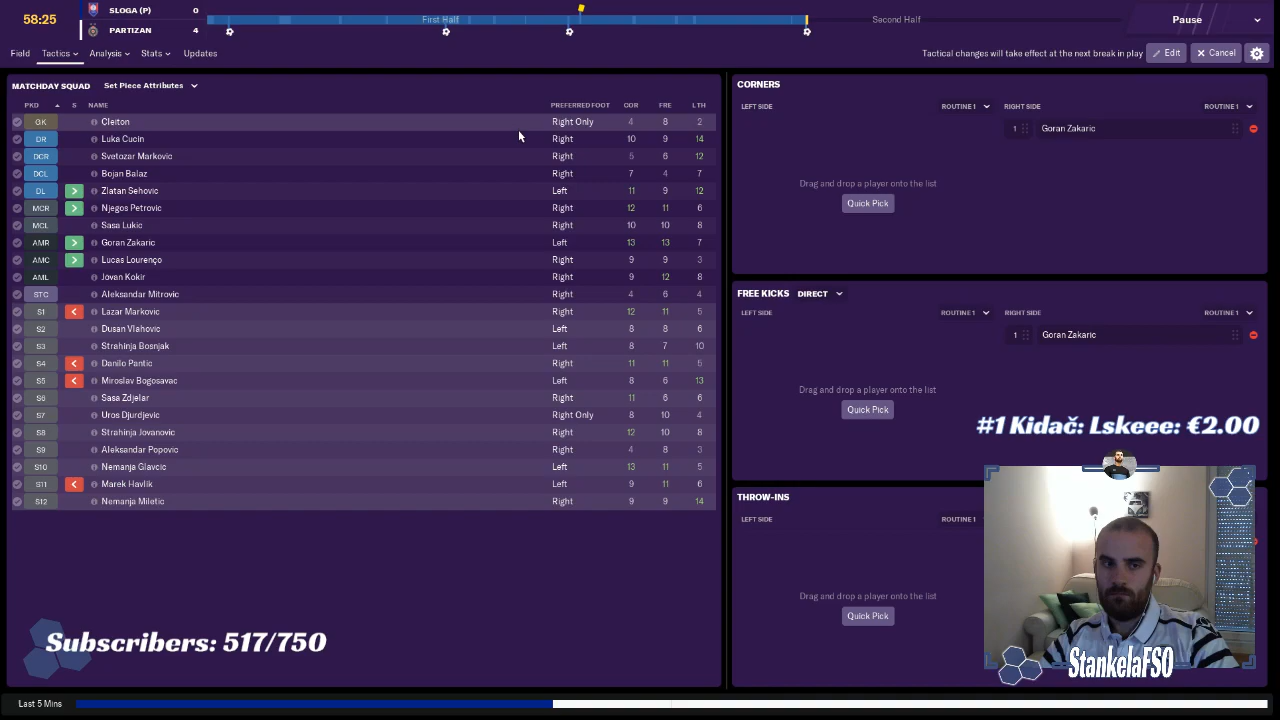 58:25
SLOGA (P) 0
PARTIZAN 4
First Half
Second Half
Pause
Field Tactics Analysis Stats Updates
Tactical changes will take effect at the next break in play Edit Cancel
MATCHDAY SQUAD Set Piece Attributes
PKD S NAME PREFERRED FOOT COR FRE LTH
GK Cleiton Right Only 4 8 2
DR Luka Cucin Right 10 9 14
DCR Svetozar Markovic Right 5 6 12
DCL Bojan Balaz Right 7 4 7
DL Zlatan Sehovic Left 11 9 12
MCR Njegos Petrovic Right 12 11 6
MCL Sasa Lukic Right 10 10 8
AMR Goran Zakaric Left 13 13 7
AMC Lucas Lourenço Right 9 9 3
AML Jovan Kokir Right 9 12 8
STC Aleksandar Mitrovic Right 4 6 4
S1 Lazar Markovic Right 12 11 5
S2 Dusan Vlahovic Left 8 8 6
S3 Strahinja Bosnjak Left 8 7 10
S4 Danilo Pantic Right 11 11 5
S5 Miroslav Bogosavac Left 8 6 13
S6 Sasa Zdjelar Right 11 6 6
S7 Uros Djurdjevic Right Only 8 10 4
S8 Strahinja Jovanovic Right 12 10 8
S9 Aleksandar Popovic Right 4 8 3
S10 Nemanja Glavcic Left 13 11 5
S11 Marek Havlik Left 9 11 6
S12 Nemanja Miletic Right 9 9 14
CORNERS
LEFT SIDE ROUTINE 1 RIGHT SIDE ROUTINE 1
1 Goran Zakaric
Drag and drop a player onto the list
Quick Pick
FREE KICKS DIRECT
LEFT SIDE ROUTINE 1 RIGHT SIDE ROUTINE 1
1 Goran Zakaric
Drag and drop a player onto the list
Quick Pick
#1 Kidač: Lskeee: €2.00
THROW-INS
LEFT SIDE ROUTINE 1
Drag and drop a player onto the list
Quick Pick
Subscribers: 517/750
StankelaFSO
Last 5 Mins